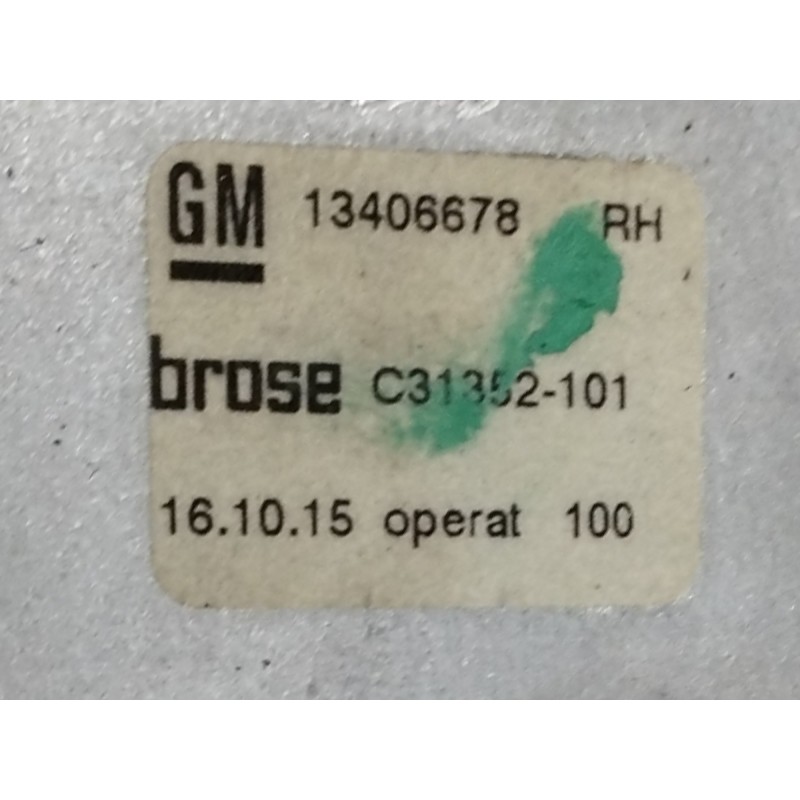 GM 13406678 RH
brose C31352-101
16.10.15 operat 100